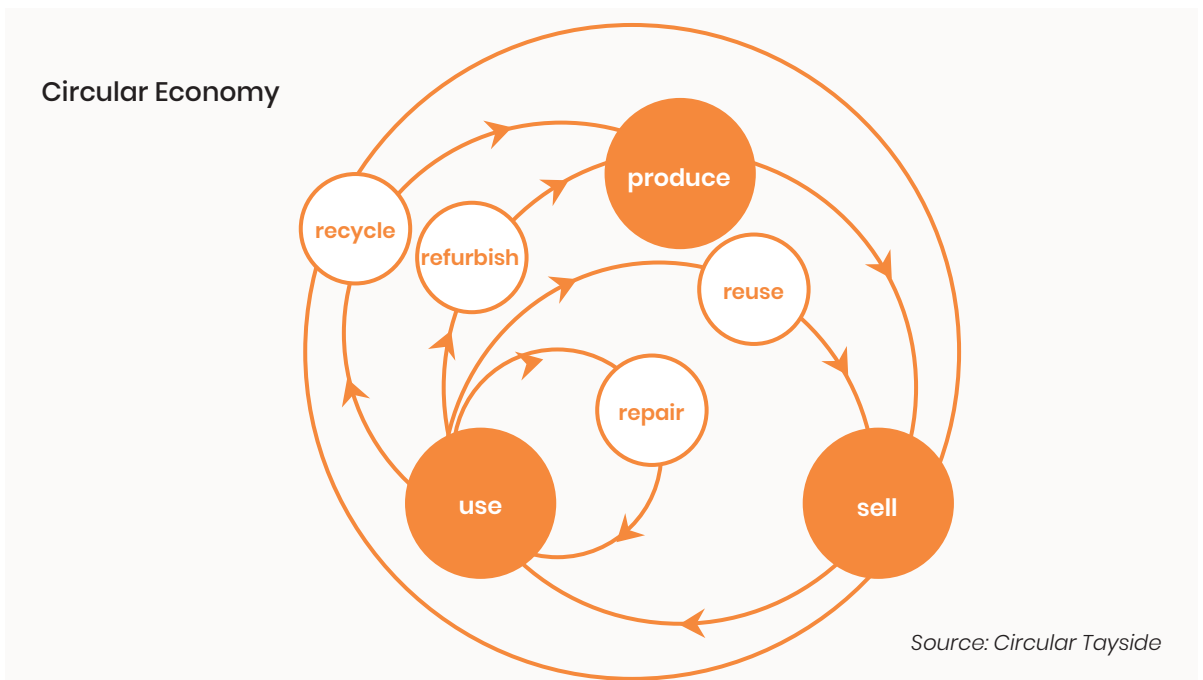 Circular Economy
produce
recycle
refurbish
reuse
repair
use
sell
Source: Circular Tayside